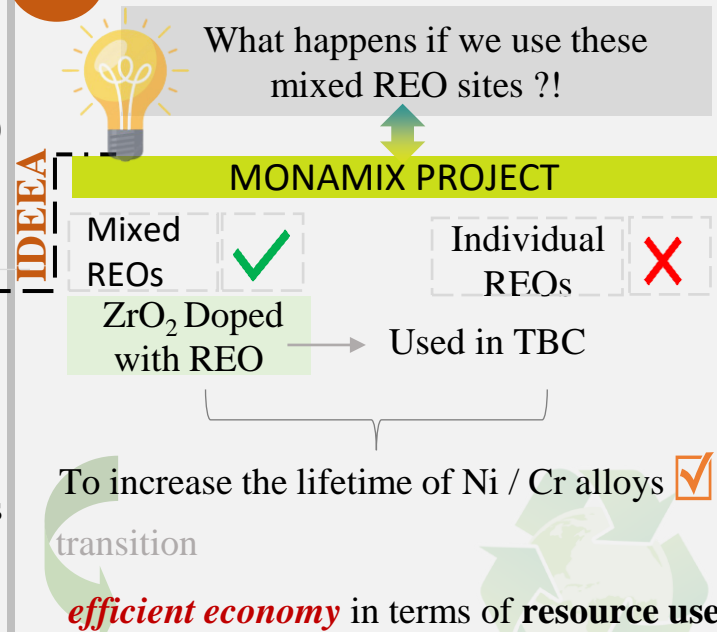 What happens if we use these
mixed REO sites ?!
IDEEA
MONAMIX PROJECT
Mixed
REOs
Individual
REOs
ZrO₂ Doped
with REO
Used in TBC
To increase the lifetime of Ni / Cr alloys
transition
efficient economy in terms of resource use